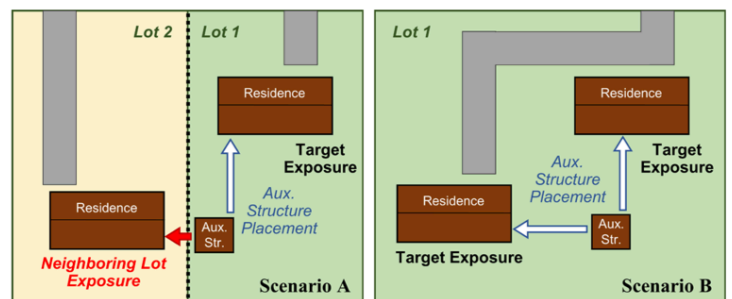 Lot 2
Lot 1
Residence
Target
Exposure
Aux.
Structure
Placement
Residence
Aux.
Str.
Neighboring Lot
Exposure
Scenario A
Lot 1
Residence
Target
Exposure
Aux.
Structure
Placement
Residence
Aux.
Str.
Target Exposure
Scenario B